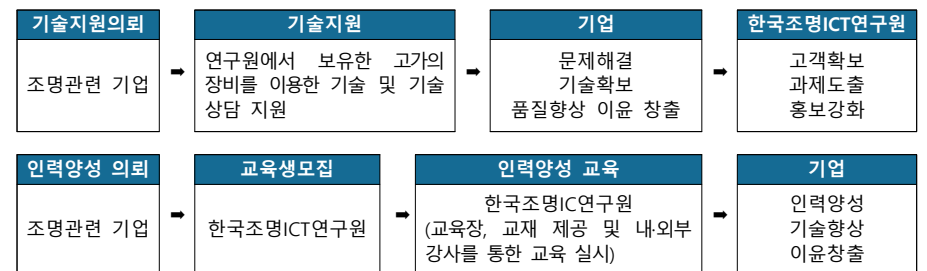 기술지원의뢰
조명관련 기업
➡
기술지원
연구원에서 보유한 고가의
장비를 이용한 기술 및 기술
상담 지원
➡
기업
문제해결
기술확보
품질향상 이윤 창출
➡
한국조명ICT연구원
고객확보
과제도출
홍보강화
인력양성 의뢰
조명관련 기업
➡
교육생모집
한국조명ICT연구원
➡
인력양성 교육
한국조명IC연구원
(교육장, 교재 제공 및 내·외부
강사를 통한 교육 실시)
➡
기업
인력양성
기술향상
이윤창출